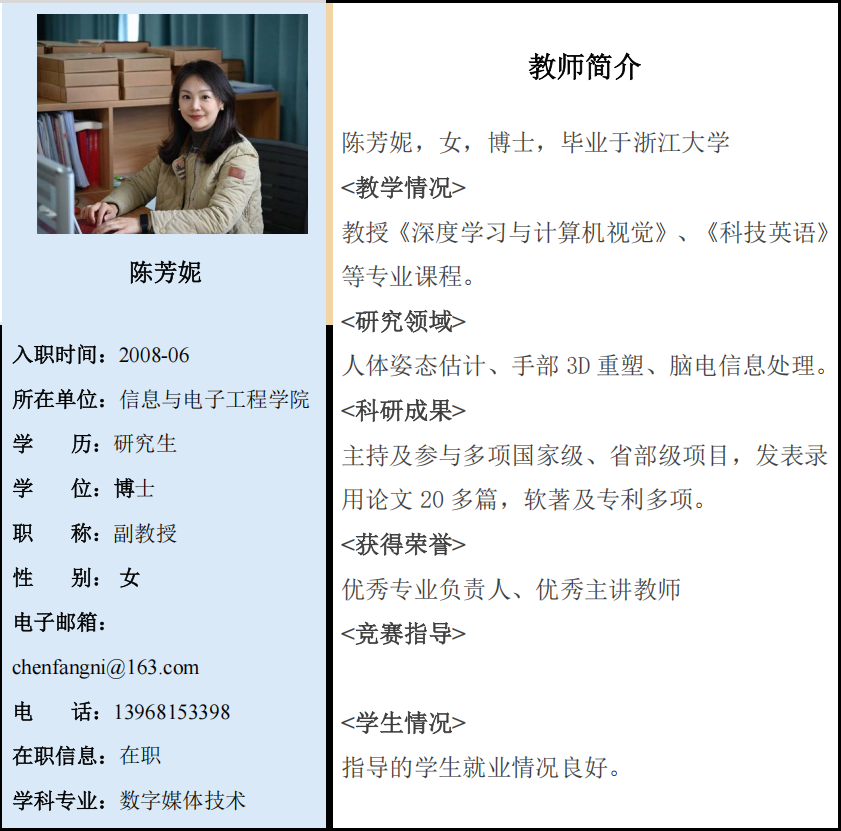 陈芳妮
入职时间：2008-06
所在单位：信息与电子工程学院
学 历：研究生
学 位：博士
职 称：副教授
性 别： 女
电子邮箱：
chenfangni@163.com
电 话：13968153398
在职信息：在职
学科专业：数字媒体技术
教师简介
陈芳妮，女，博士，毕业于浙江大学
<教学情况>
教授《深度学习与计算机视觉》、《科技英语》
等专业课程。
<研究领域>
人体姿态估计、手部 3D 重塑、脑电信息处理。
<科研成果>
主持及参与多项国家级、省部级项目，发表录
用论文 20 多篇，软著及专利多项。
<获得荣誉>
优秀专业负责人、优秀主讲教师
<竞赛指导>
<学生情况>
指导的学生就业情况良好。